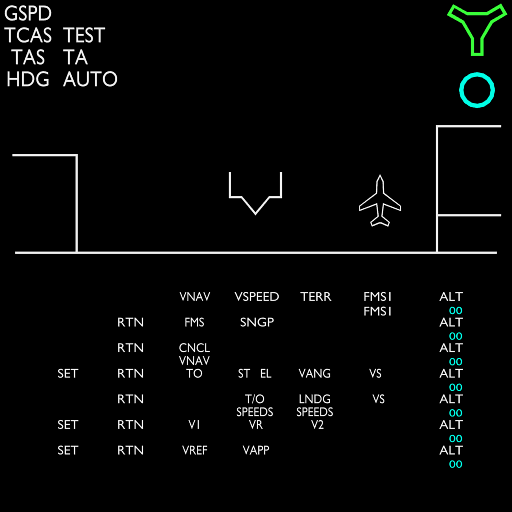 GSPD
TCAS TEST
TAS TA
HDG AUTO
VNAV VSPEED TERR FMS1 ALT
FMS1 00
RTN FMS SNGP ALT
00
RTN CNCL ALT
VNAV 00
SET RTN TO ST EL VANG VS ALT
00
RTN T/O LNDG VS ALT
SPEEDS SPEEDS 00
SET RTN V1 VR V2 ALT
00
SET RTN VREF VAPP ALT
00